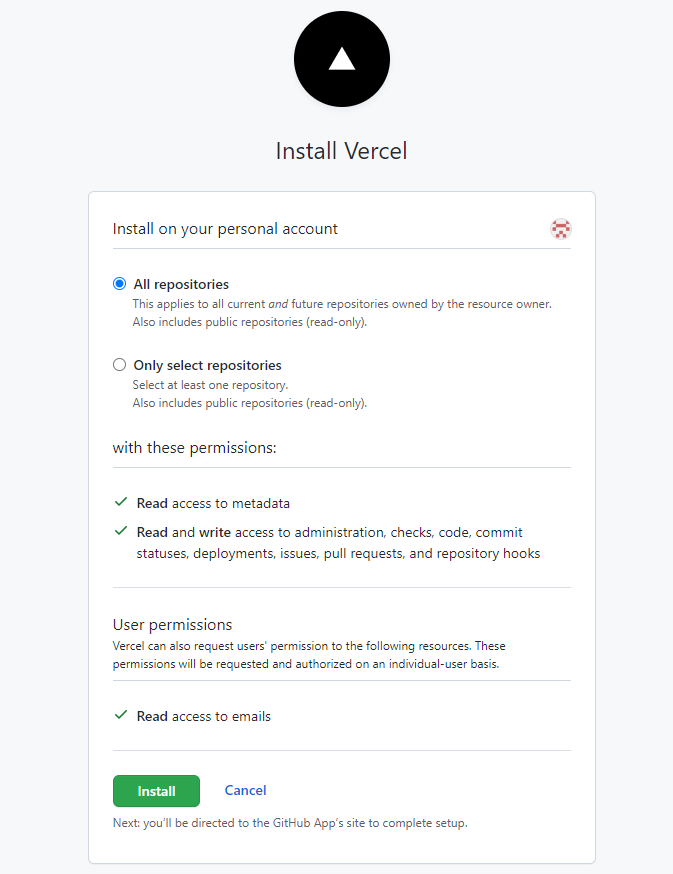 Install Vercel
Install on your personal account
All repositories
This applies to all current and future repositories owned by the resource owner.
Also includes public repositories (read-only).
Only select repositories
Select at least one repository.
Also includes public repositories (read-only).
with these permissions:
Read access to metadata
Read and write access to administration, checks, code, commit
statuses, deployments, issues, pull requests, and repository hooks
User permissions
Vercel can also request users' permission to the following resources. These
permissions will be requested and authorized on an individual-user basis.
Read access to emails
Install Cancel
Next: you'll be directed to the GitHub App's site to complete setup.